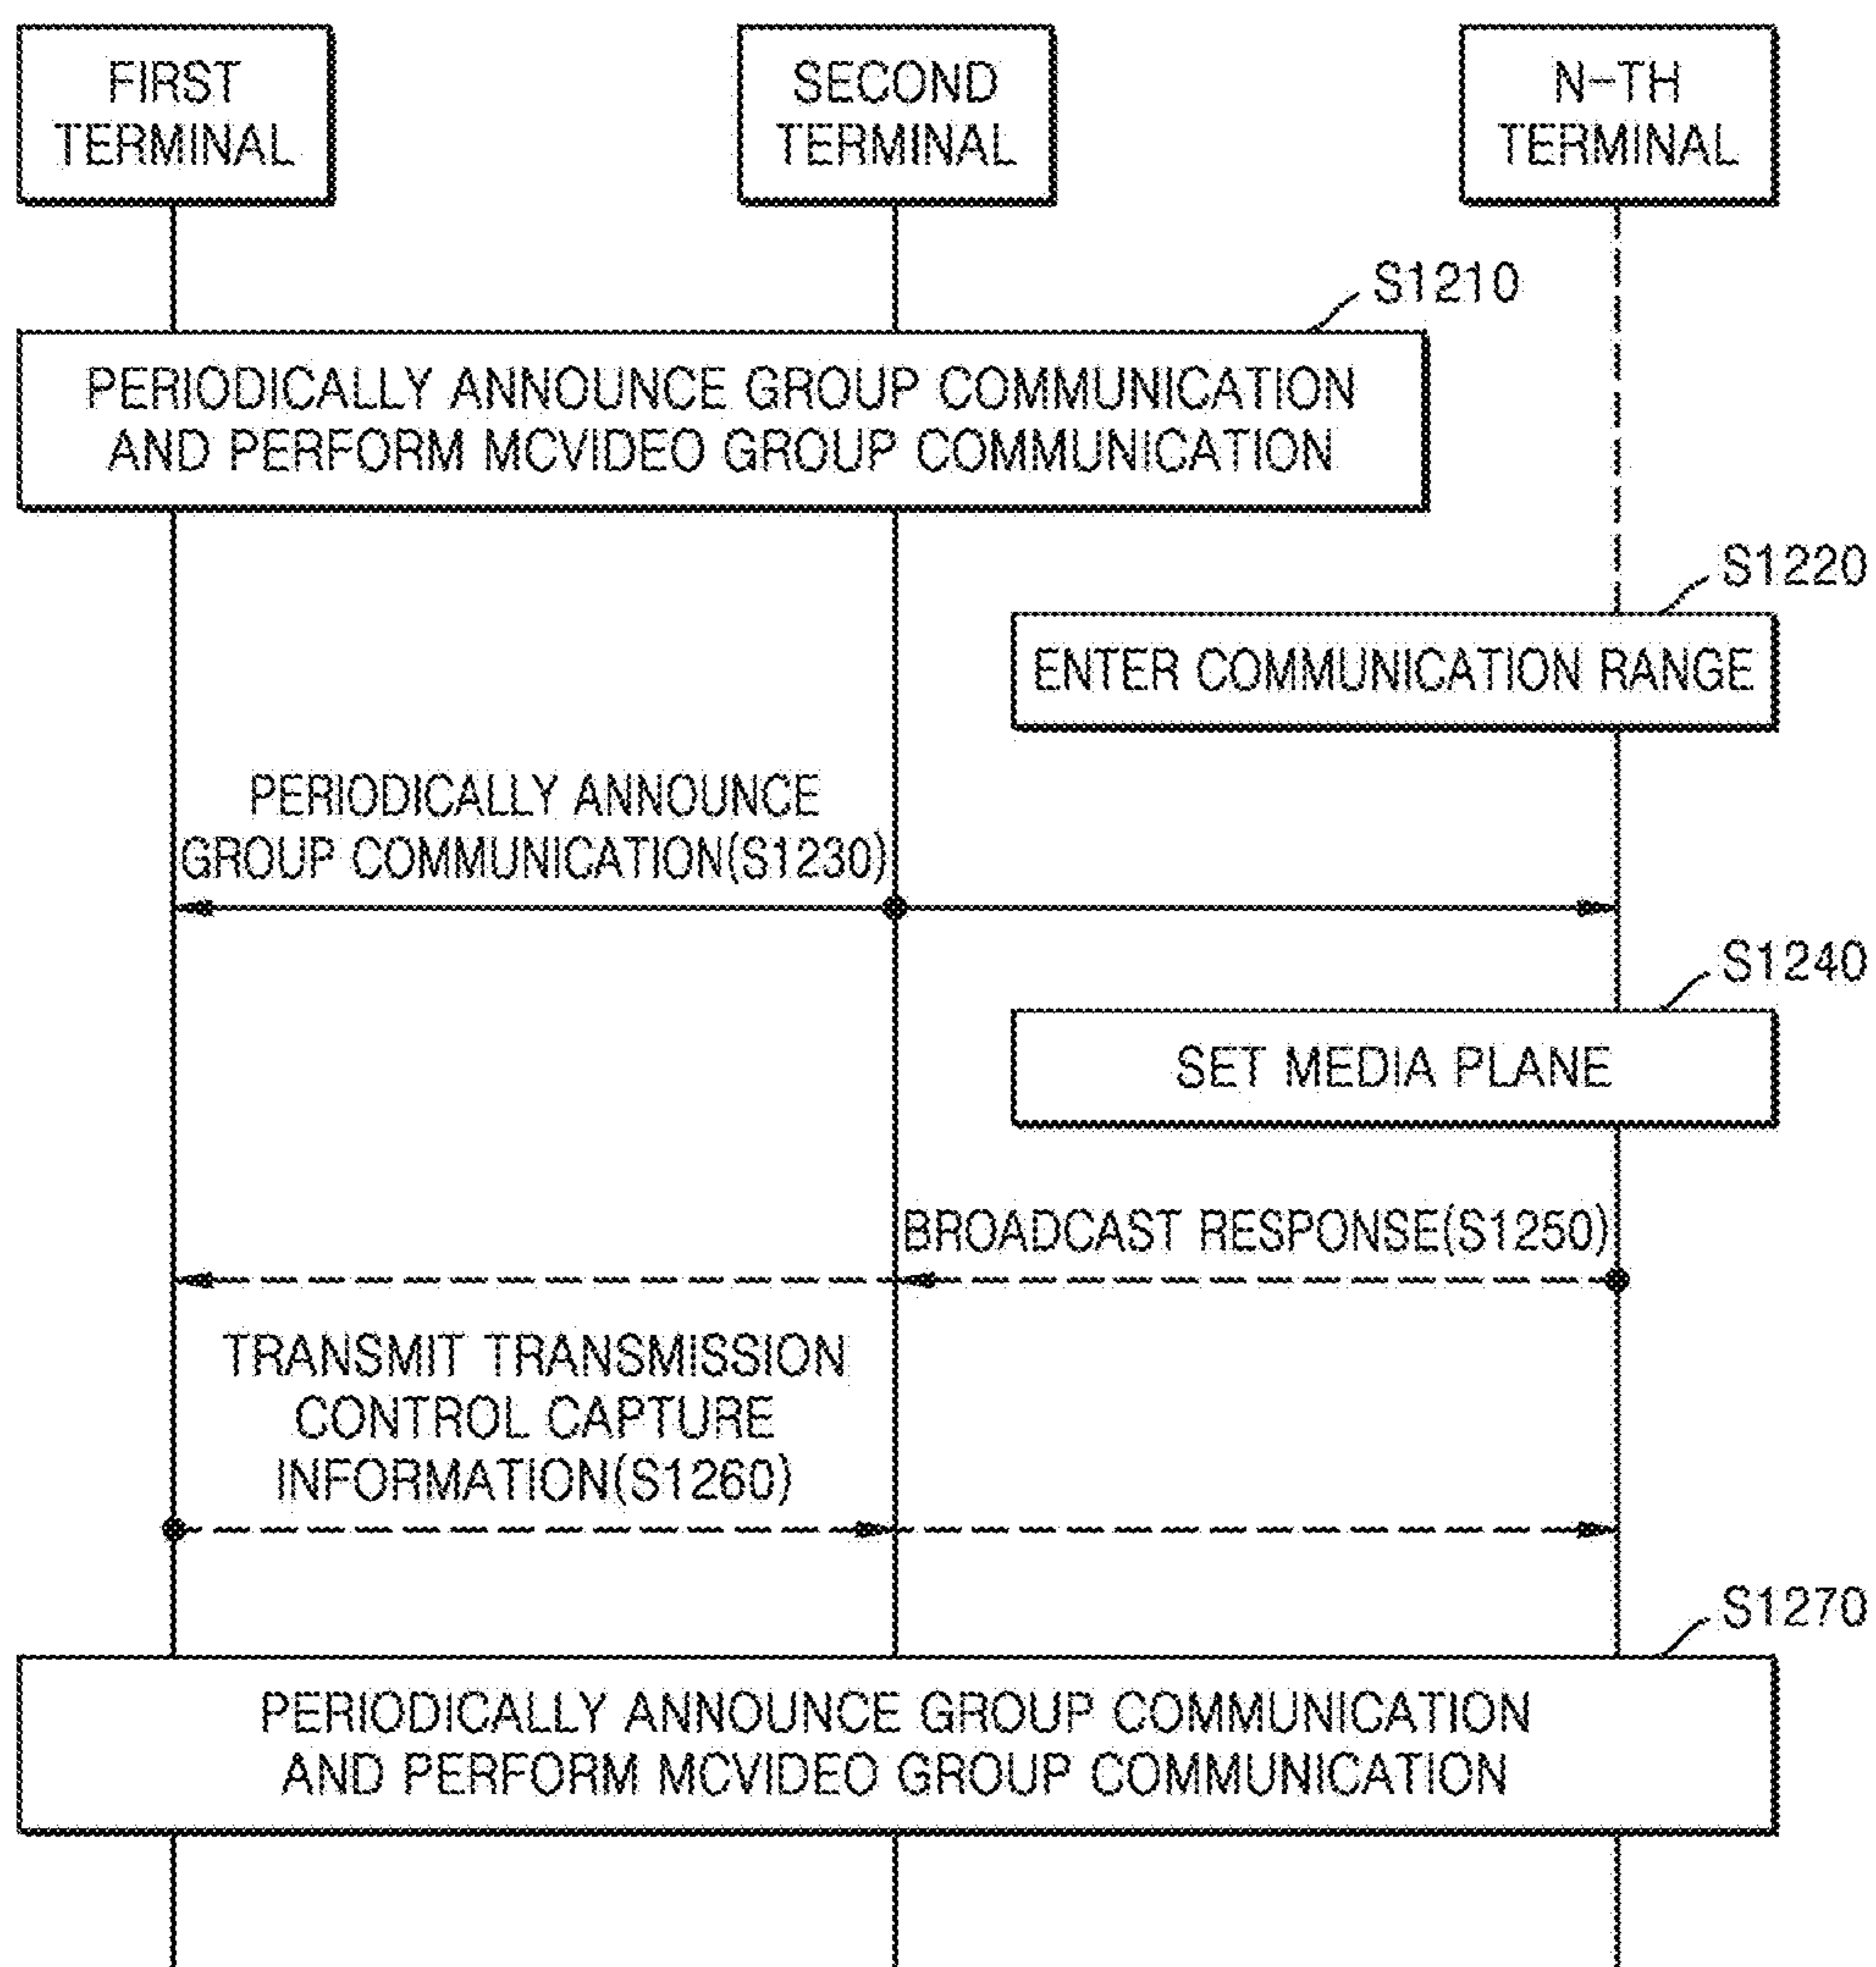 FIRST
TERMINAL
SECOND
TERMINAL
N-TH
TERMINAL
S1210
PERIODICALLY ANNOUNCE GROUP COMMUNICATION
AND PERFORM MCVIDEO GROUP COMMUNICATION
S1220
ENTER COMMUNICATION RANGE
PERIODICALLY ANNOUNCE
GROUP COMMUNICATION(S1230)
S1240
SET MEDIA PLANE
BROADCAST RESPONSE(S1250)
TRANSMIT TRANSMISSION
CONTROL CAPTURE
INFORMATION(S1260)
S1270
PERIODICALLY ANNOUNCE GROUP COMMUNICATION
AND PERFORM MCVIDEO GROUP COMMUNICATION